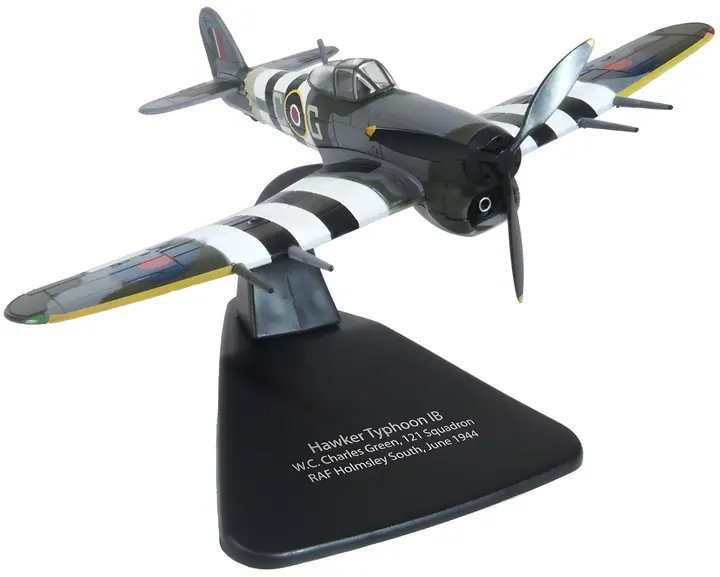 G
Hawker Typhoon IB
W.C. Charles Green, 121 Squadron
RAF Holmsley South, June 1944